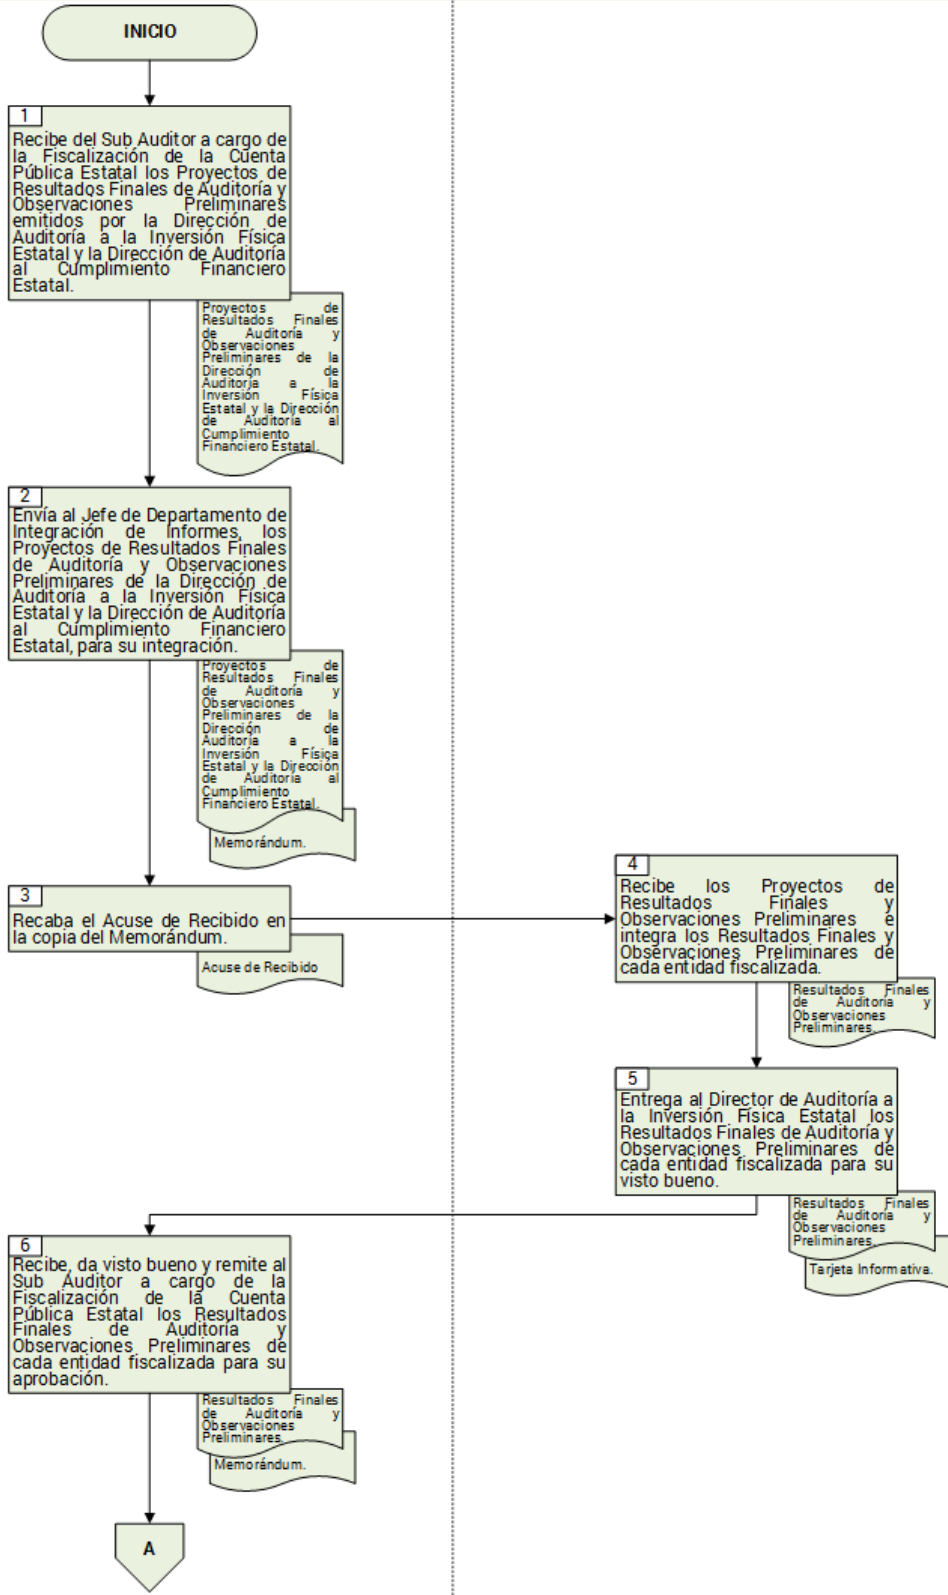 INICIO
1
Recibe del Sub Auditor a cargo de
la Fiscalización de la Cuenta
Pública Estatal los Proyectos de
Resultados Finales de Auditoría y
Observaciones Preliminares
emitidos por la Dirección de
Auditoría a la Inversión Física
Estatal y la Dirección de Auditoría
al Cumplimiento Financiero
Estatal.
Proyectos de
Resultados Finales
de Auditoría y
Observaciones
Preliminares de la
Dirección de
Auditoria a la
Inversión Física
Estatal y la Dirección
de Auditoria al
Cumplimiento
Financiero Estatal.
2
Envía al Jefe de Departamento de
Integración de Informes, los
Proyectos de Resultados Finales
de Auditoría y Observaciones
Preliminares de la Dirección de
Auditoría a la Inversión Física
Estatal y la Dirección de Auditoría
al Cumplimiento Financiero
Estatal, para su integración.
Proyectos de
Resultados Finales
de Auditoría y
Observaciones
Preliminares de la
Dirección de
Auditoria a la
Inversión Física
Estatal y la Dirección
de Auditoria al
Cumplimiento
Financiero Estatal.
Memorándum.
3
Recaba el Acuse de Recibido en
la copia del Memorándum.
Acuse de Recibido
4
Recibe los Proyectos de
Resultados Finales y
Observaciones Preliminares e
integra los Resultados Finales y
Observaciones Preliminares de
cada entidad fiscalizada.
Resultados Finales
de Auditoría y
Observaciones
Preliminares.
5
Entrega al Director de Auditoría a
la Inversión Física Estatal los
Resultados Finales de Auditoría y
Observaciones Preliminares de
cada entidad fiscalizada para su
visto bueno.
Resultados Finales
de Auditoría y
Observaciones
Preliminares.
Tarjeta Informativa.
6
Recibe, da visto bueno y remite al
Sub Auditor a cargo de la
Fiscalización de la Cuenta
Pública Estatal los Resultados
Finales de Auditoría y
Observaciones Preliminares de
cada entidad fiscalizada para su
aprobación.
Resultados Finales
de Auditoría y
Observaciones
Preliminares.
Memorándum.
A